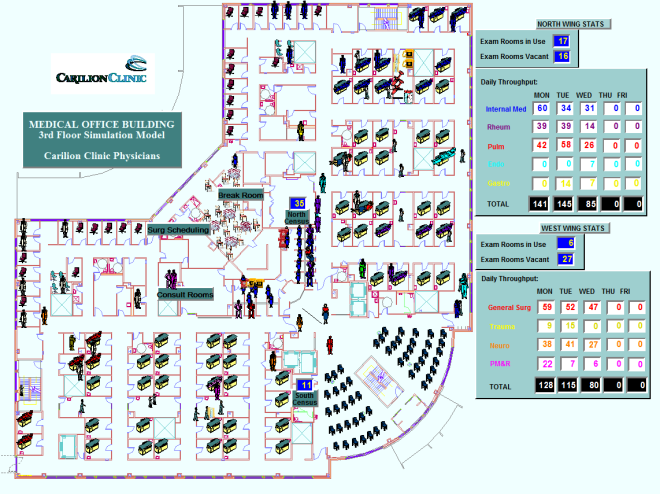 CARILION CLINIC
MEDICAL OFFICE BUILDING
3rd Floor Simulation Model
Carilion Clinic Physicians
Break Room
Surg Scheduling
Consult Rooms
35
North
Census
11
South
Census
NORTH WING STATS
Exam Rooms in Use 17
Exam Rooms Vacant 16
Daily Throughput:
MON TUE WED THU FRI
Internal Med 60 34 31 0 0
Rheum 39 39 14 0 0
Pulm 42 58 26 0 0
0 0 7 0 0
Gastro 0 14 7 0 0
TOTAL 141 145 85 0 0
WEST WING STATS
Exam Rooms in Use 6
Exam Rooms Vacant 27
Daily Throughput:
MON TUE WED THU FRI
General Surg 59 52 47 0 0
Trauma 9 15 0 0 0
Neuro 38 41 27 0 0
PM&R 22 7 6 0 0
TOTAL 128 115 80 0 0